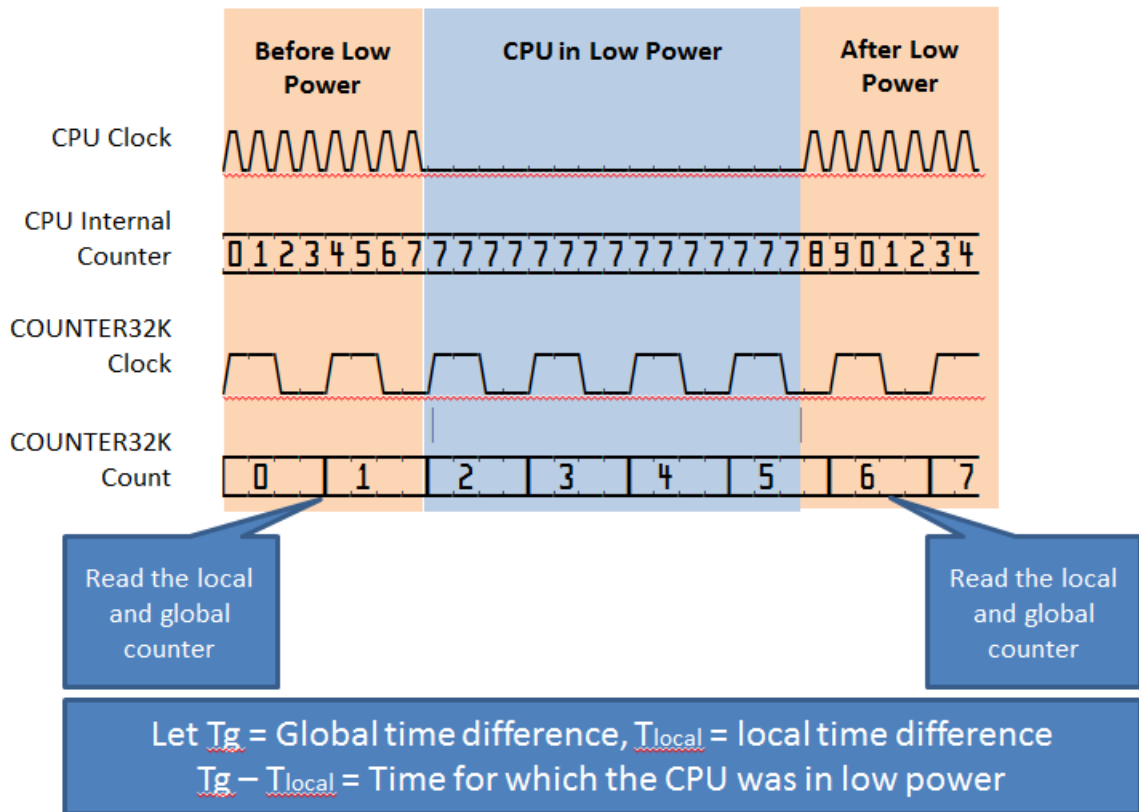 Before Low
Power
CPU in Low Power
After Low
Power
CPU Clock
CPU Internal
Counter
0 1 2 3 4 5 6 7 7 7 7 7 7 7 7 7 7 7 7 7 7 7 7 8 9 0 1 2 3 4
COUNTER32K
Clock
COUNTER32K
Count
0 1 2 3 4 5 6 7
Read the local
and global
counter
Read the local
and global
counter
Let Tg = Global time difference, Tlocal = local time difference
Tg – Tlocal = Time for which the CPU was in low power